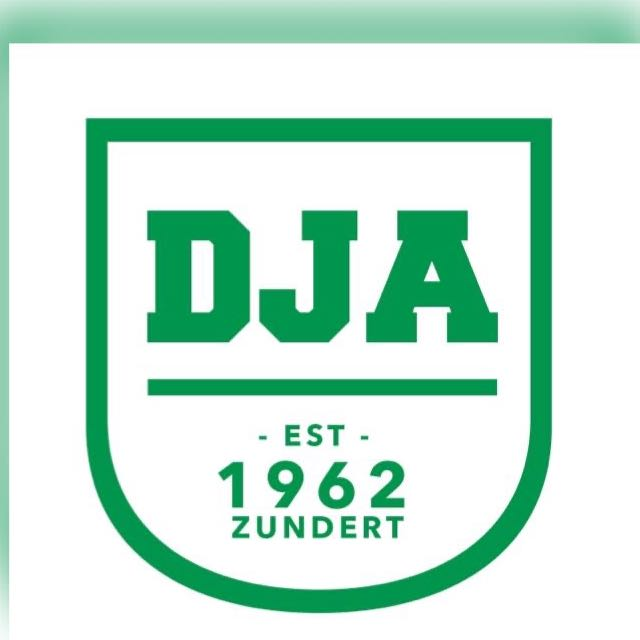 DJA
- EST -
1962
ZUNDERT